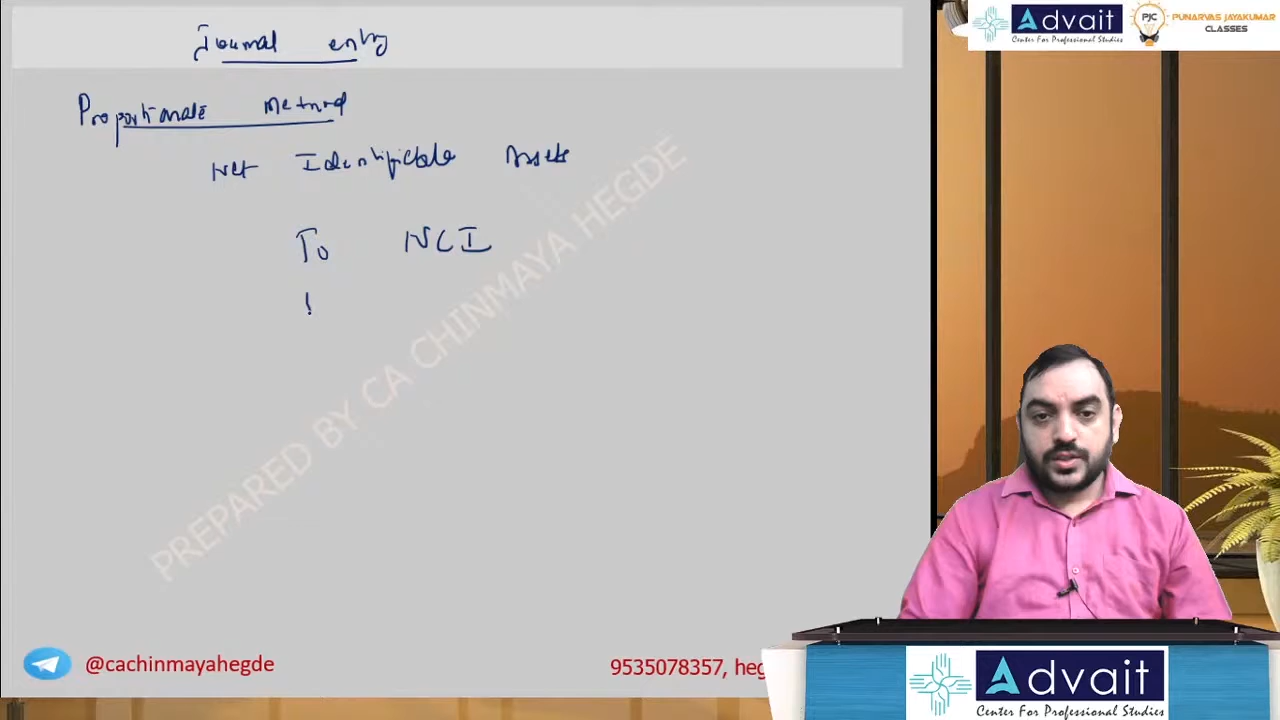 Journal entry
Proportionate Method
Net Identifiable Assets
To NCI
PREPARED BY CA CHINMAYA HEGDE
@cachinmayahegde
9535078357, heg
Advait
Center For Professional Studies
PJC
PUNARVAS JAYAKUMAR
CLASSES
Advait
Center For Professional Studies